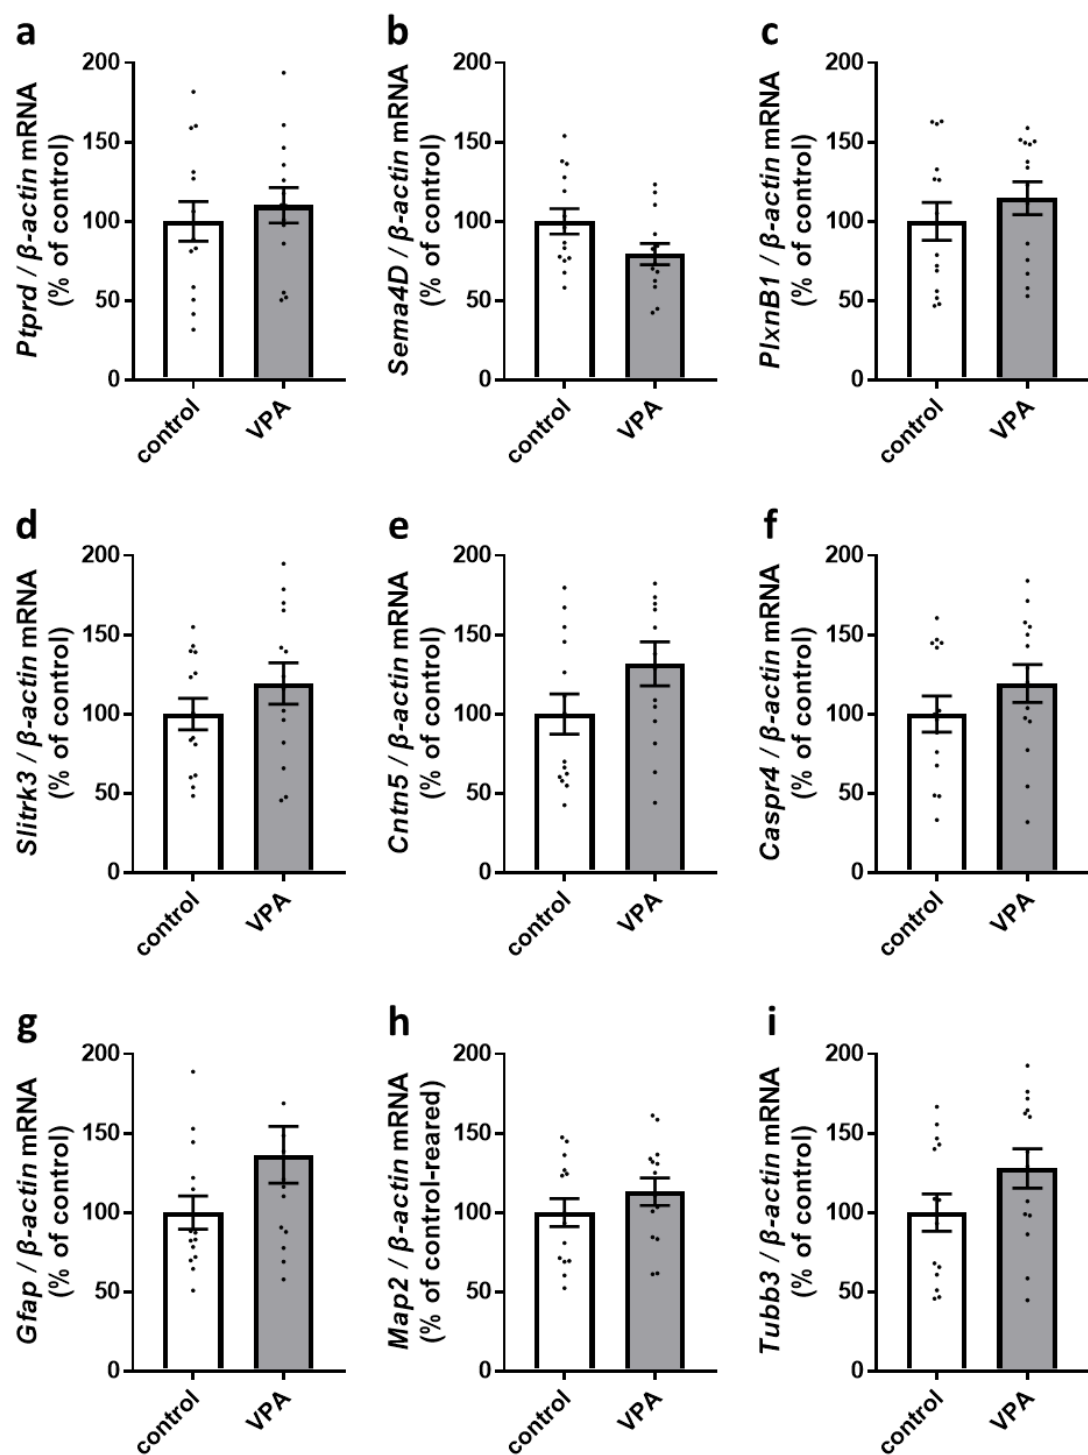 a
Ptprd / β-actin mRNA
(% of control)
200
150
100
50
0
control
VPA
b
Sema4D / β-actin mRNA
(% of control)
200
150
100
50
0
control
VPA
c
PlxnB1 / β-actin mRNA
(% of control)
200
150
100
50
0
control
VPA
d
Slitrk3 / β-actin mRNA
(% of control)
200
150
100
50
0
control
VPA
e
Cntn5 / β-actin mRNA
(% of control)
200
150
100
50
0
control
VPA
f
Caspr4 / β-actin mRNA
(% of control)
200
150
100
50
0
control
VPA
g
Gfap / β-actin mRNA
(% of control)
200
150
100
50
0
control
VPA
h
Map2 / β-actin mRNA
(% of control-reared)
200
150
100
50
0
control
VPA
i
Tubb3 / β-actin mRNA
(% of control)
200
150
100
50
0
control
VPA